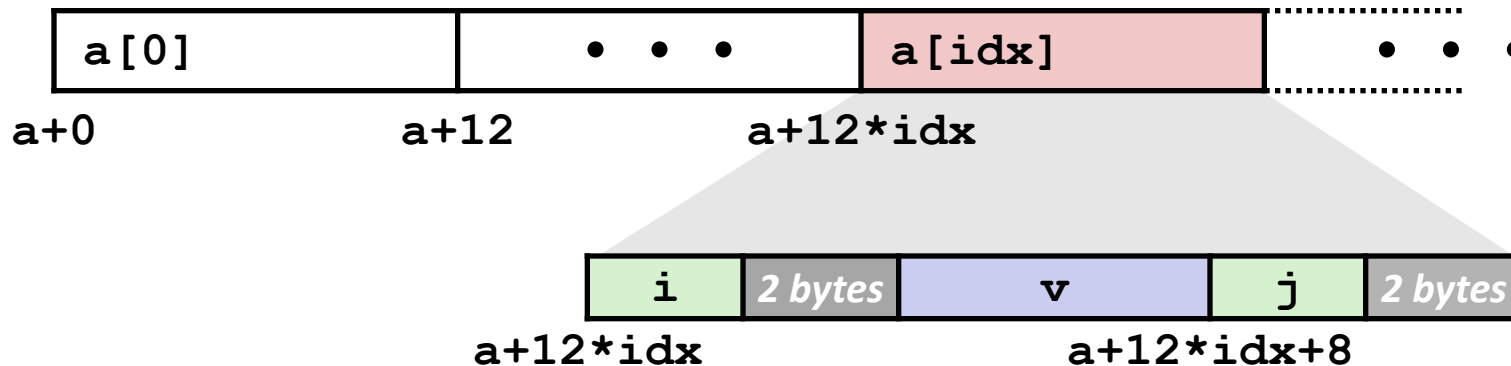 a[0] • • • a[idx] • • •
a+0 a+12 a+12*idx
i 2 bytes v j 2 bytes
a+12*idx a+12*idx+8